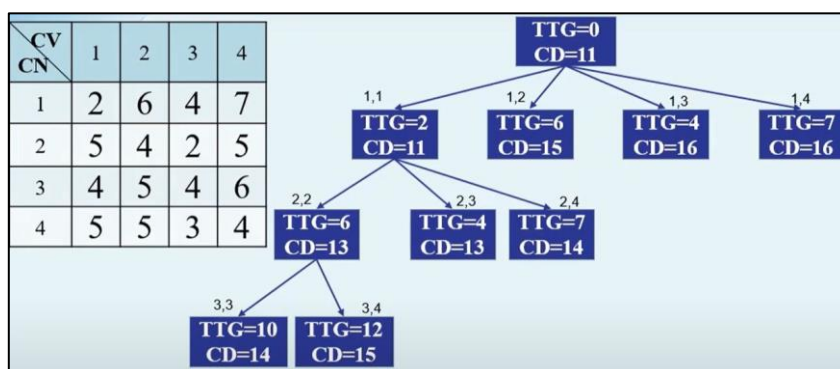 CV
CN
1 2 3 4
1 2 6 4 7
2 5 4 2 5
3 4 5 4 6
4 5 5 3 4
TTG=0
CD=11
1,1
1,2
1,3
1,4
TTG=2
CD=11
TTG=6
CD=15
TTG=4
CD=16
TTG=7
CD=16
2,2
2,3
2,4
TTG=6
CD=13
TTG=4
CD=13
TTG=7
CD=14
3,3
3,4
TTG=10
CD=14
TTG=12
CD=15